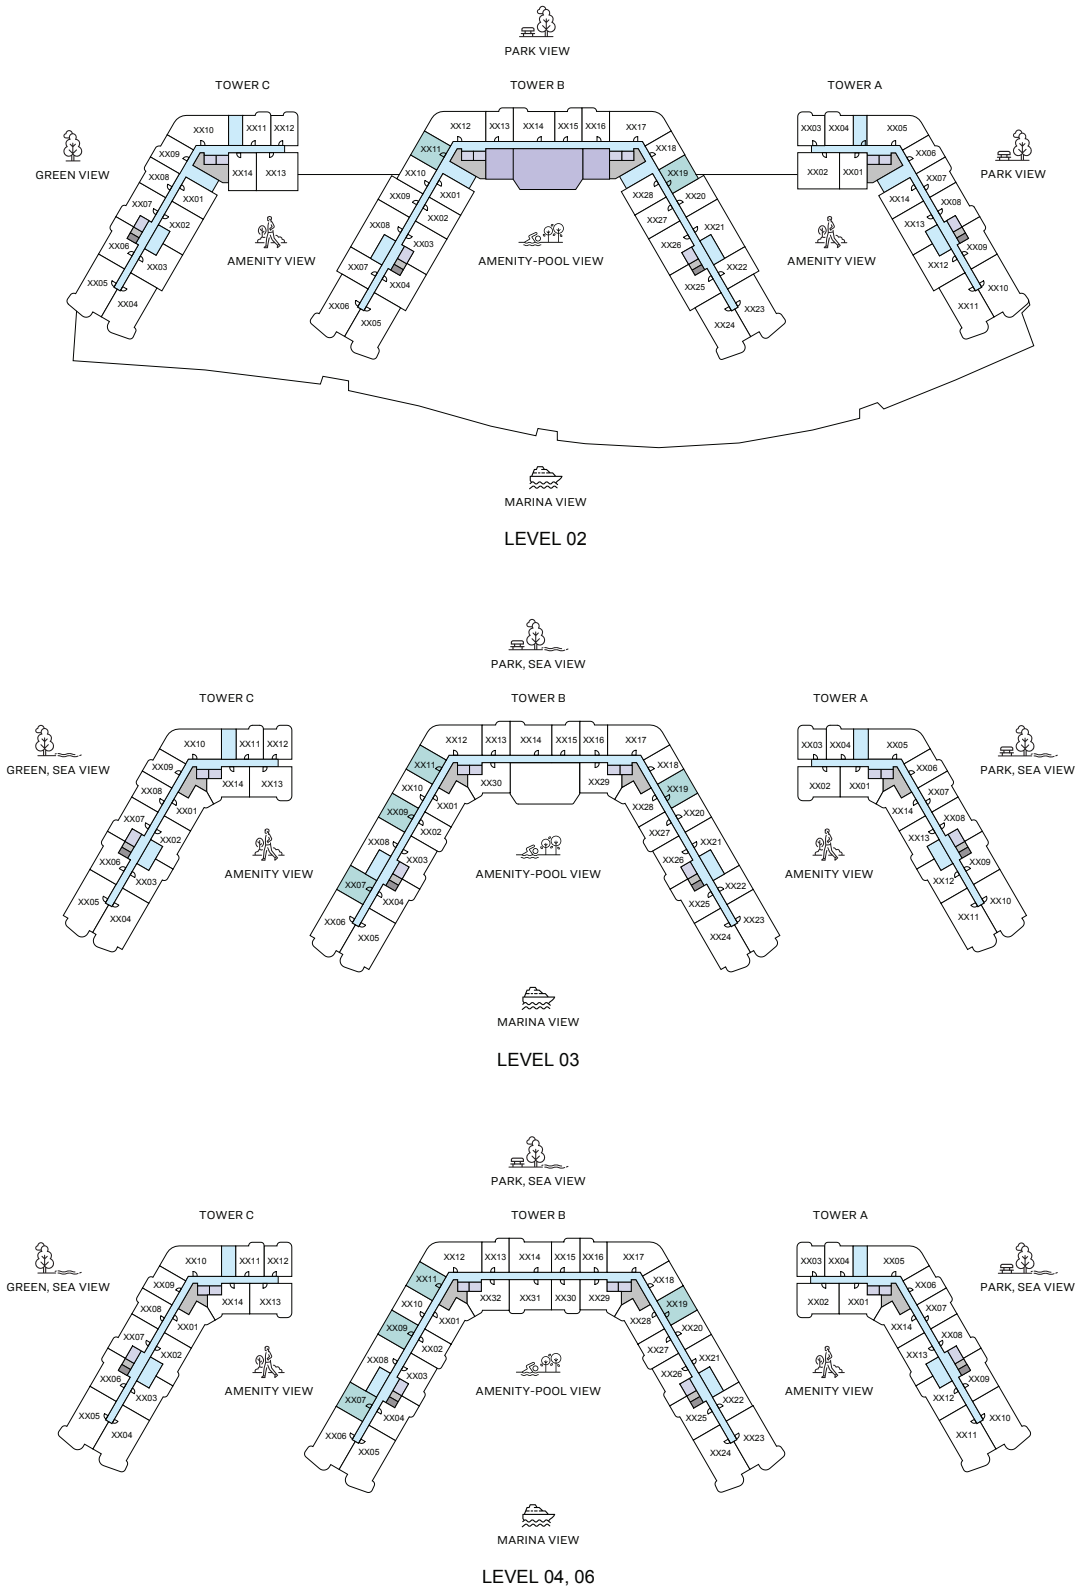 PARK VIEW
TOWER C
TOWER B
TOWER A
XX10 XX11 XX12
XX12 XX13 XX14 XX15 XX16 XX17
XX03 XX04 XX05
GREEN VIEW
XX09
XX11
XX18
XX06
PARK VIEW
XX08 XX14 XX13
XX10
XX19
XX02 XX01
XX07
XX07 XX01
XX09 XX01
XX28 XX20
XX14 XX08
XX06 XX02
XX08 XX02
XX27 XX21
XX13 XX09
AMENITY VIEW
XX03
AMENITY-POOL VIEW
XX26
AMENITY VIEW
XX05 XX03
XX07 XX04
XX25 XX22
XX12 XX10
XX04
XX06 XX05
XX24 XX23
XX11
MARINA VIEW
LEVEL 02
PARK, SEA VIEW
TOWER C
TOWER B
TOWER A
XX10 XX11 XX12
XX12 XX13 XX14 XX15 XX16 XX17
XX03 XX04 XX05
GREEN, SEA VIEW
XX09
XX11
XX18
XX06
PARK, SEA VIEW
XX08 XX14 XX13
XX10 XX30
XX29 XX19
XX02 XX01 XX07
XX07 XX01
XX09 XX01
XX28 XX20
XX14 XX08
XX06 XX02
XX08 XX02
XX27 XX21
XX13 XX09
AMENITY VIEW
XX03
AMENITY-POOL VIEW
XX26
AMENITY VIEW
XX05 XX03
XX07 XX04
XX25 XX22
XX12 XX10
XX04
XX06 XX05
XX24 XX23
XX11
MARINA VIEW
LEVEL 03
PARK, SEA VIEW
TOWER C
TOWER B
TOWER A
XX10 XX11 XX12
XX12 XX13 XX14 XX15 XX16 XX17
XX03 XX04 XX05
GREEN, SEA VIEW
XX09
XX11
XX18
XX06
PARK, SEA VIEW
XX08 XX14 XX13
XX10 XX32 XX31 XX30 XX29
XX19
XX02 XX01 XX07
XX07 XX01
XX09 XX01
XX28 XX20
XX14 XX08
XX06 XX02
XX08 XX02
XX27 XX21
XX13 XX09
AMENITY VIEW
XX03
AMENITY-POOL VIEW
XX26
AMENITY VIEW
XX05 XX03
XX07 XX04
XX25 XX22
XX12 XX10
XX04
XX06 XX05
XX24 XX23
XX11
MARINA VIEW
LEVEL 04, 06